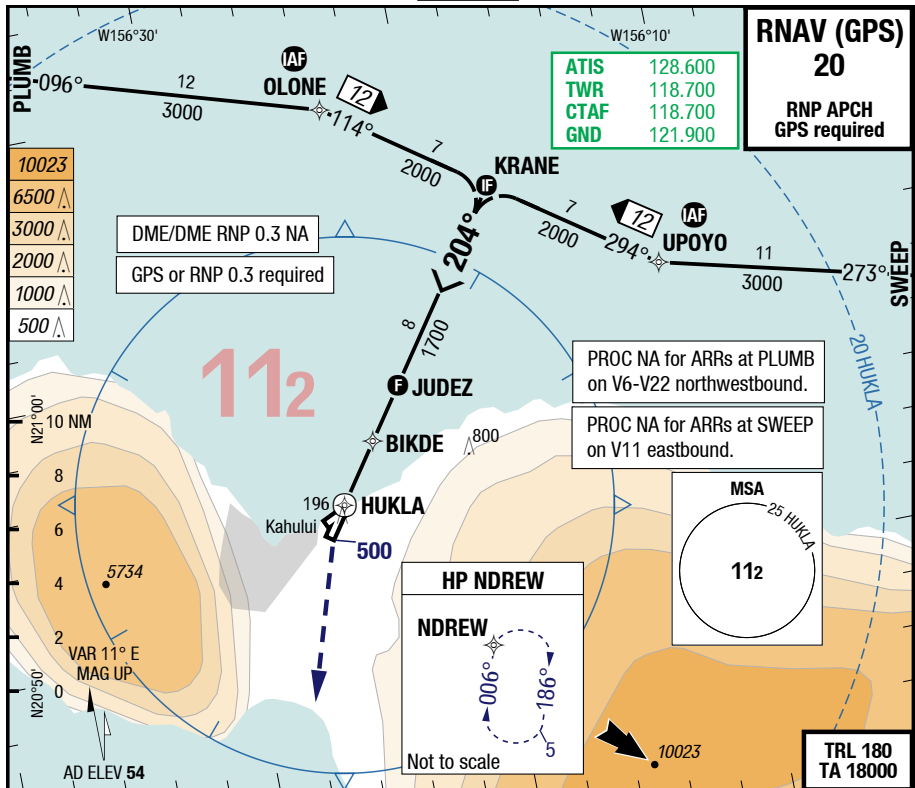 W156°30'
W156°10'
RNAV (GPS)
20
RNP APCH
GPS required
PLUMB
096°
12
3000
IAF
OLONE
12
114°
7
2000
ATIS 128.600
TWR 118.700
CTAF 118.700
GND 121.900
KRANE
IF
7
2000
12
294°
IAF
UPOYO
11
3000
273°
SWEEP
10023
6500
3000
2000
1000
500
DME/DME RNP 0.3 NA
GPS or RNP 0.3 required
204°
8
1700
20 HUKLA
112
F JUDEZ
PROC NA for ARRs at PLUMB
on V6-V22 northwestbound.
PROC NA for ARRs at SWEEP
on V11 eastbound.
N21°00'
10 NM
8
6
4
2
0
BIKDE
800
196
HUKLA
Kahului
500
MSA
25 HUKLA
112
5734
HP NDREW
NDREW
006°
186°
5
Not to scale
VAR 11° E
MAG UP
N20°50'
AD ELEV 54
10023
TRL 180
TA 18000